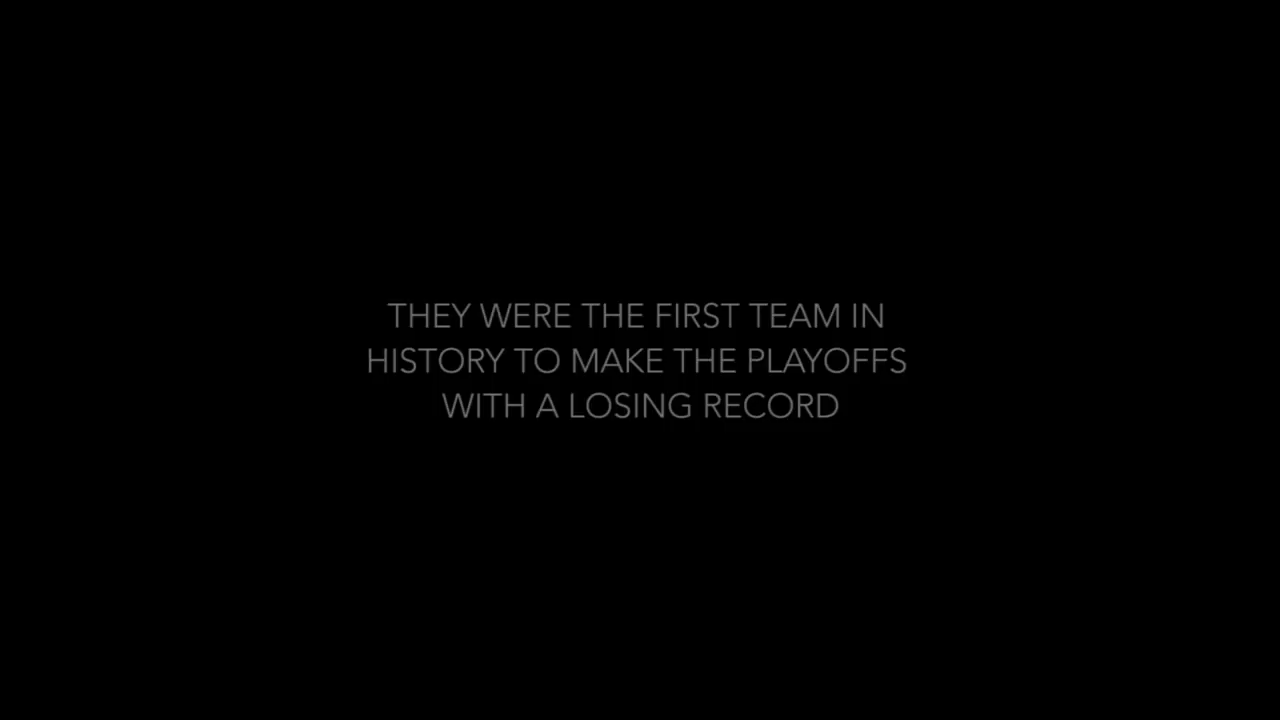 THEY WERE THE FIRST TEAM IN
HISTORY TO MAKE THE PLAYOFFS
WITH A LOSING RECORD